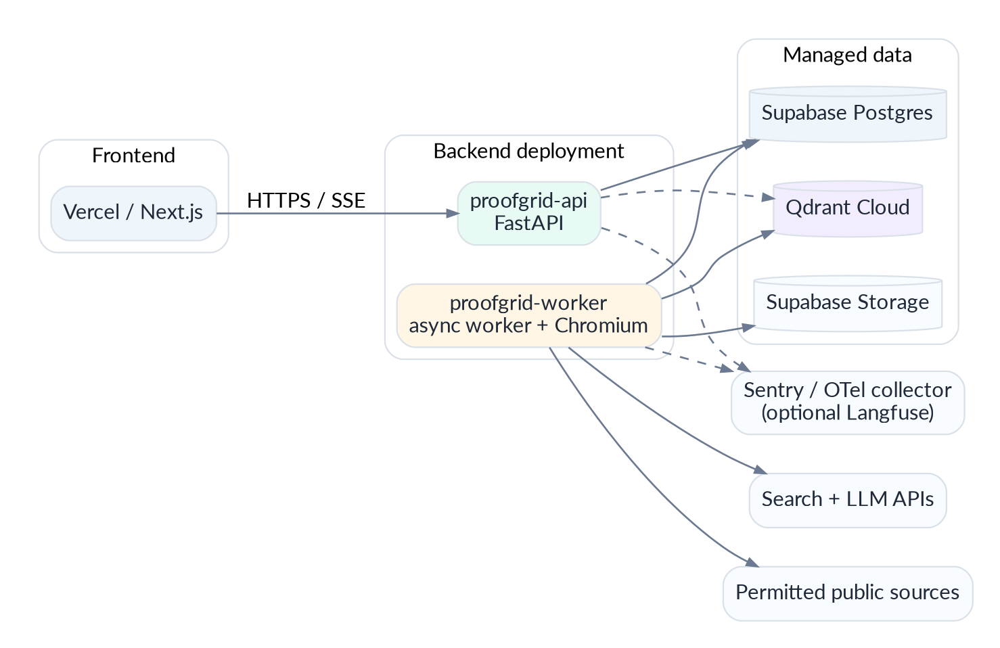 Frontend
Vercel / Next.js
HTTPS / SSE
Backend deployment
proofgrid-api
FastAPI
proofgrid-worker
async worker + Chromium
Managed data
Supabase Postgres
Qdrant Cloud
Supabase Storage
Sentry / OTel collector
(optional Langfuse)
Search + LLM APIs
Permitted public sources